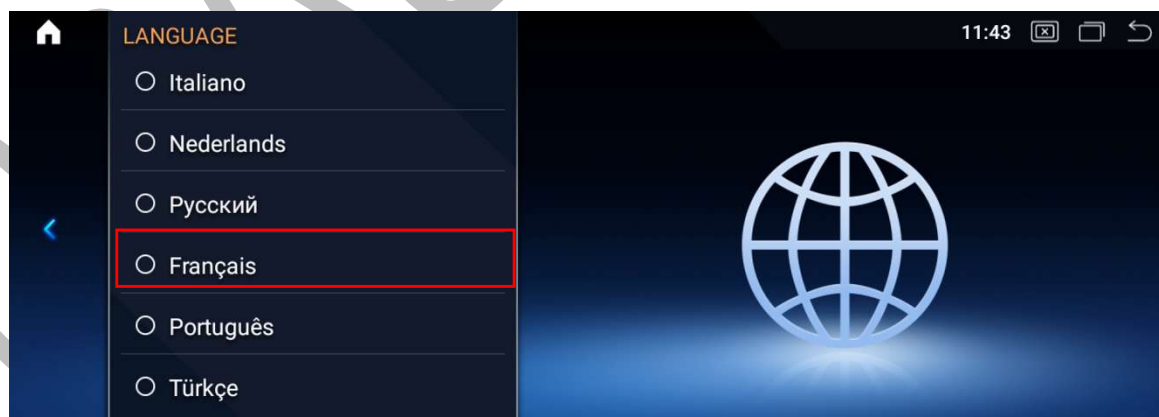 LANGUAGE
11:43
Italiano
Nederlands
Русский
Français
Português
Türkçe